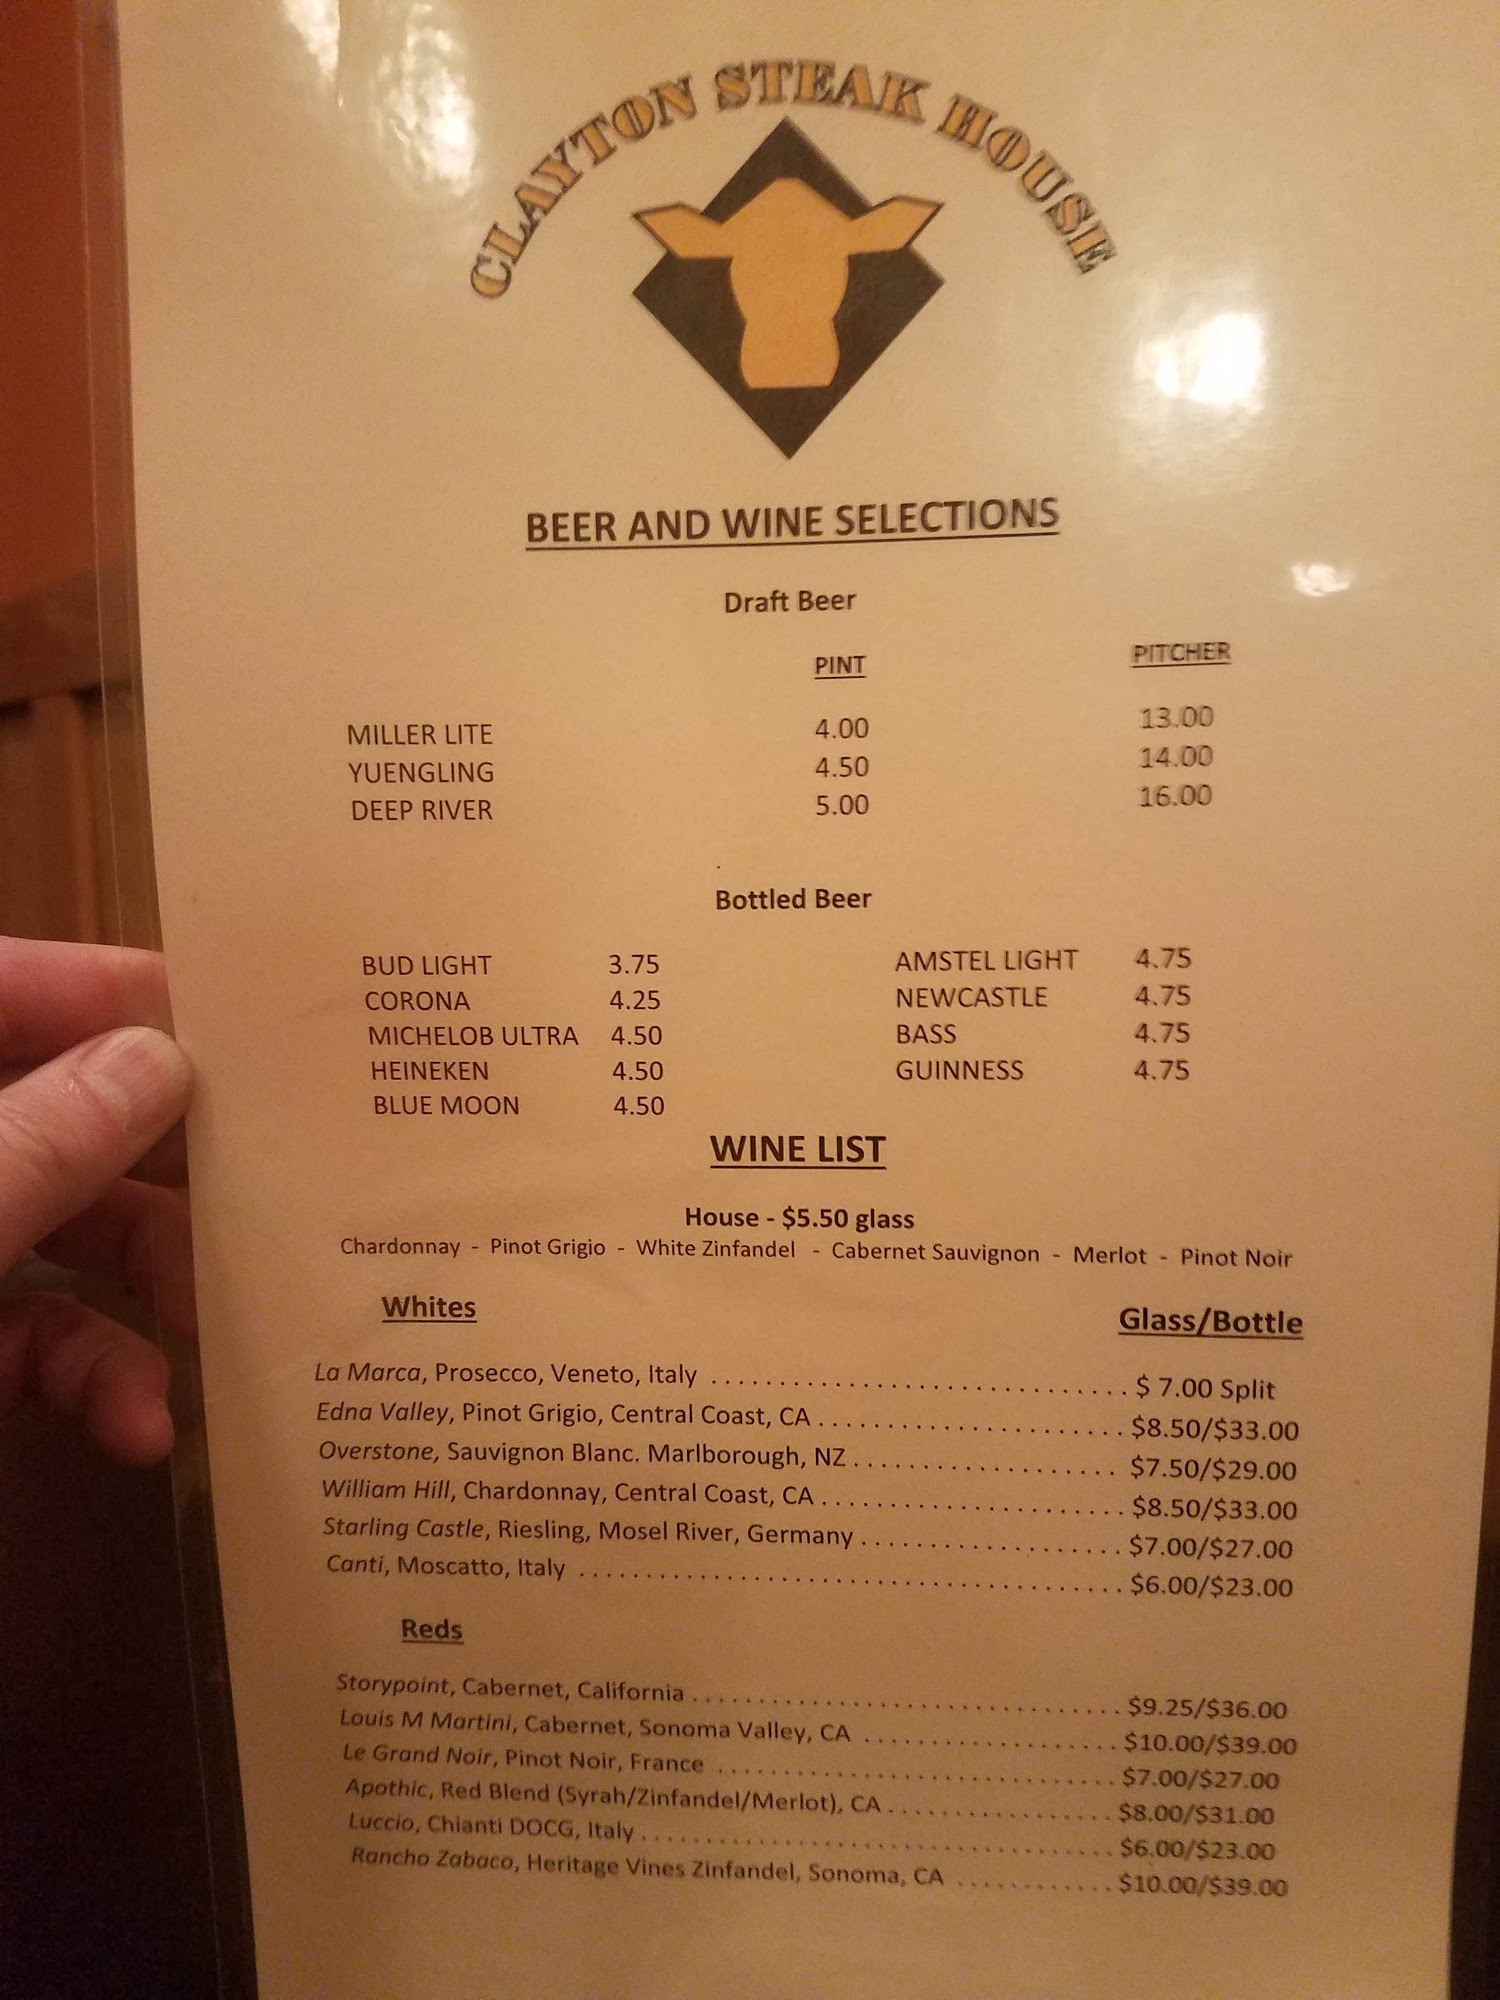 CLAYTON STEAK HOUSE
BEER AND WINE SELECTIONS
Draft Beer
PINT PITCHER
MILLER LITE 4.00 13.00
YUENGLING 4.50 14.00
DEEP RIVER 5.00 16.00
Bottled Beer
BUD LIGHT 3.75 AMSTEL LIGHT 4.75
CORONA 4.25 NEWCASTLE 4.75
MICHELOB ULTRA 4.50 BASS 4.75
HEINEKEN 4.50 GUINNESS 4.75
BLUE MOON 4.50
WINE LIST
House - $5.50 glass
Chardonnay - Pinot Grigio - White Zinfandel - Cabernet Sauvignon - Merlot - Pinot Noir
Whites Glass/Bottle
La Marca, Prosecco, Veneto, Italy ............................... $ 7.00 Split
Edna Valley, Pinot Grigio, Central Coast, CA ....................... $8.50/$33.00
Overstone, Sauvignon Blanc. Marlborough, NZ .................... $7.50/$29.00
William Hill, Chardonnay, Central Coast, CA ....................... $8.50/$33.00
Starling Castle, Riesling, Mosel River, Germany .................... $7.00/$27.00
Canti, Moscatto, Italy ......................................... $6.00/$23.00
Reds
Storypoint, Cabernet, California ................................ $9.25/$36.00
Louis M Martini, Cabernet, Sonoma Valley, CA ................... $10.00/$39.00
Le Grand Noir, Pinot Noir, France .............................. $7.00/$27.00
Apothic, Red Blend (Syrah/Zinfandel/Merlot), CA ................. $8.00/$31.00
Luccio, Chianti DOCG, Italy .................................... $6.00/$23.00
Rancho Zabaco, Heritage Vines Zinfandel, Sonoma, CA ............ $10.00/$39.00